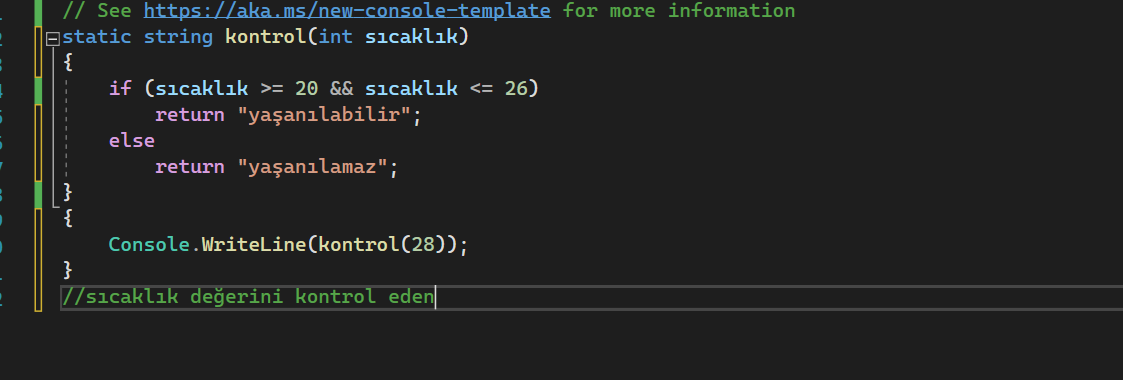 // See https://aka.ms/new-console-template for more information
static string kontrol(int sıcaklık)
{
if (sıcaklık >= 20 && sıcaklık <= 26)
return "yaşanılabilir";
else
return "yaşanılamaz";
}
{
Console.WriteLine(kontrol(28));
}
//sıcaklık değerini kontrol eden